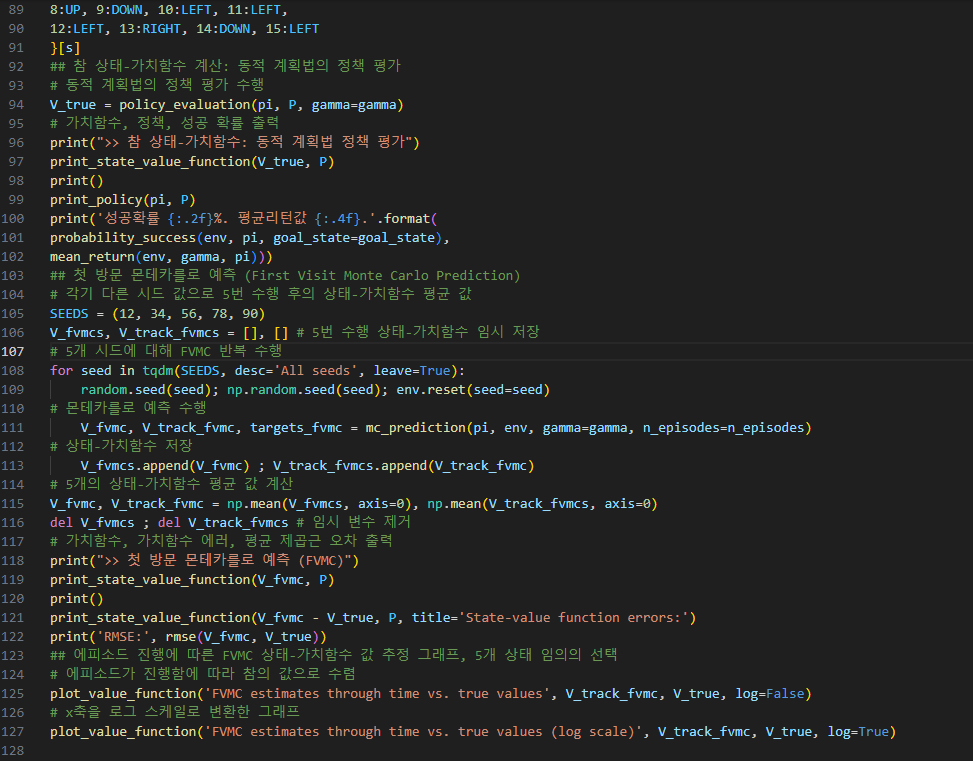 89 8:UP, 9:DOWN, 10:LEFT, 11:LEFT,
90 12:LEFT, 13:RIGHT, 14:DOWN, 15:LEFT
91 }[s]
92 ## 참 상태-가치함수 계산: 동적 계획법의 정책 평가
93 # 동적 계획법의 정책 평가 수행
94 V_true = policy_evaluation(pi, P, gamma=gamma)
95 # 가치함수, 정책, 성공 확률 출력
96 print(">> 참 상태-가치함수: 동적 계획법 정책 평가")
97 print_state_value_function(V_true, P)
98 print()
99 print_policy(pi, P)
100 print('성공확률 {:.2f}%. 평균리턴값 {:.4f}.'.format(
101 probability_success(env, pi, goal_state=goal_state),
102 mean_return(env, gamma, pi)))
103 ## 첫 방문 몬테카를로 예측 (First Visit Monte Carlo Prediction)
104 # 각기 다른 시드 값으로 5번 수행 후의 상태-가치함수 평균 값
105 SEEDS = (12, 34, 56, 78, 90)
106 V_fvmcs, V_track_fvmcs = [], [] # 5번 수행 상태-가치함수 임시 저장
107 # 5개 시드에 대해 FVMC 반복 수행
108 for seed in tqdm(SEEDS, desc='All seeds', leave=True):
109 random.seed(seed); np.random.seed(seed); env.reset(seed=seed)
110 # 몬테카를로 예측 수행
111 V_fvmc, V_track_fvmc, targets_fvmc = mc_prediction(pi, env, gamma=gamma, n_episodes=n_episodes)
112 # 상태-가치함수 저장
113 V_fvmcs.append(V_fvmc) ; V_track_fvmcs.append(V_track_fvmc)
114 # 5개의 상태-가치함수 평균 값 계산
115 V_fvmc, V_track_fvmc = np.mean(V_fvmcs, axis=0), np.mean(V_track_fvmcs, axis=0)
116 del V_fvmcs ; del V_track_fvmcs # 임시 변수 제거
117 # 가치함수, 가치함수 에러, 평균 제곱근 오차 출력
118 print(">> 첫 방문 몬테카를로 예측 (FVMC)")
119 print_state_value_function(V_fvmc, P)
120 print()
121 print_state_value_function(V_fvmc - V_true, P, title='State-value function errors:')
122 print('RMSE:', rmse(V_fvmc, V_true))
123 ## 에피소드 진행에 따른 FVMC 상태-가치함수 값 추정 그래프, 5개 상태 임의의 선택
124 # 에피소드가 진행함에 따라 참의 값으로 수렴
125 plot_value_function('FVMC estimates through time vs. true values', V_track_fvmc, V_true, log=False)
126 # x축을 로그 스케일로 변환한 그래프
127 plot_value_function('FVMC estimates through time vs. true values (log scale)', V_track_fvmc, V_true, log=True)
128